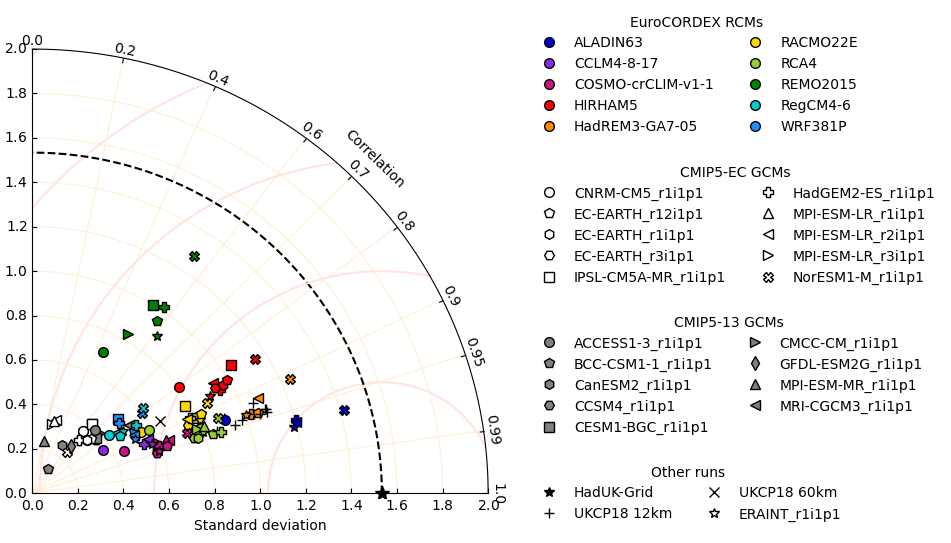 EuroCORDEX RCMs
ALADIN63
RACMO22E
CCLM4-8-17
RCA4
COSMO-crCLIM-v1-1
REMO2015
HIRHAM5
RegCM4-6
HadREM3-GA7-05
WRF381P
CMIP5-EC GCMs
CNRM-CM5_r1i1p1
HadGEM2-ES_r1i1p1
EC-EARTH_r12i1p1
MPI-ESM-LR_r1i1p1
EC-EARTH_r1i1p1
MPI-ESM-LR_r2i1p1
EC-EARTH_r3i1p1
MPI-ESM-LR_r3i1p1
IPSL-CM5A-MR_r1i1p1
NorESM1-M_r1i1p1
CMIP5-13 GCMs
ACCESS1-3_r1i1p1
CMCC-CM_r1i1p1
BCC-CSM1-1_r1i1p1
GFDL-ESM2G_r1i1p1
CanESM2_r1i1p1
MPI-ESM-MR_r1i1p1
CCSM4_r1i1p1
MRI-CGCM3_r1i1p1
CESM1-BGC_r1i1p1
Other runs
HadUK-Grid
UKCP18 60km
UKCP18 12km
ERAINT_r1i1p1
0.0
0.2
0.4
0.6
0.7
0.8
0.9
0.95
0.99
1.0
Correlation
2.0
1.8
1.6
1.4
1.2
1.0
0.8
0.6
0.4
0.2
0.0
0.0
0.2
0.4
0.6
0.8
1.0
1.2
1.4
1.6
1.8
2.0
Standard deviation